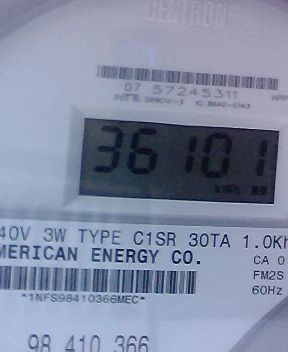 CENTRON®
07 57245311
36101
kWh
40V 3W TYPE C1SR 30TA 1.0Kh
MERICAN ENERGY CO.
CA 0
FM2S
60Hz
*1NFS98410366MEC*
98 410 366